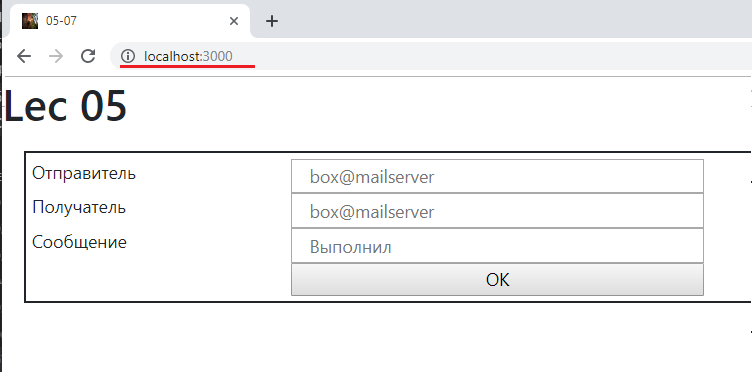 05-07
localhost:3000
Lec 05
Отправитель box@mailserver
Получатель box@mailserver
Сообщение Выполнил
OK